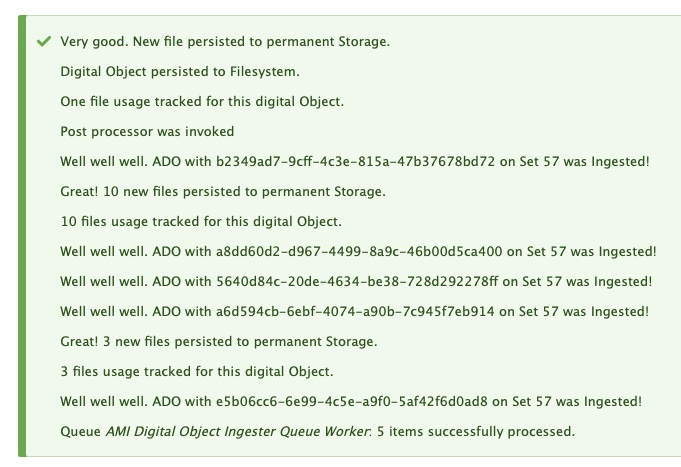 Very good. New file persisted to permanent Storage.
Digital Object persisted to Filesystem.
One file usage tracked for this digital Object.
Post processor was invoked
Well well well. ADO with b2349ad7-9cff-4c3e-815a-47b37678bd72 on Set 57 was Ingested!
Great! 10 new files persisted to permanent Storage.
10 files usage tracked for this digital Object.
Well well well. ADO with a8dd60d2-d967-4499-8a9c-46b00d5ca400 on Set 57 was Ingested!
Well well well. ADO with 5640d84c-20de-4634-be38-728d292278ff on Set 57 was Ingested!
Well well well. ADO with a6d594cb-6ebf-4074-a90b-7c945f7eb914 on Set 57 was Ingested!
Great! 3 new files persisted to permanent Storage.
3 files usage tracked for this digital Object.
Well well well. ADO with e5b06cc6-6e99-4c5e-a9f0-5af42f6d0ad8 on Set 57 was Ingested!
Queue AMI Digital Object Ingester Queue Worker: 5 items successfully processed.